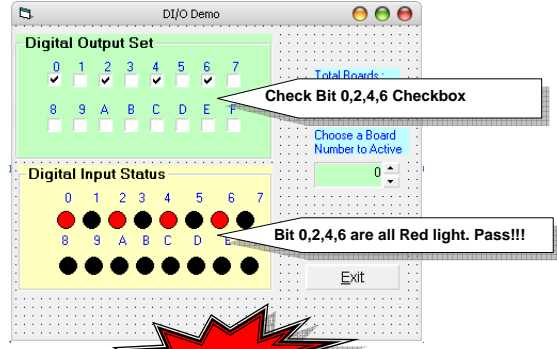 DI/O Demo
Digital Output Set
0 1 2 3 4 5 6 7
8 9 A B C D E F
Total Boards :
Check Bit 0,2,4,6 Checkbox
Choose a Board
Number to Active
0
Digital Input Status
0 1 2 3 4 5 6 7
8 9 A B C D E
Bit 0,2,4,6 are all Red light. Pass!!!
Exit